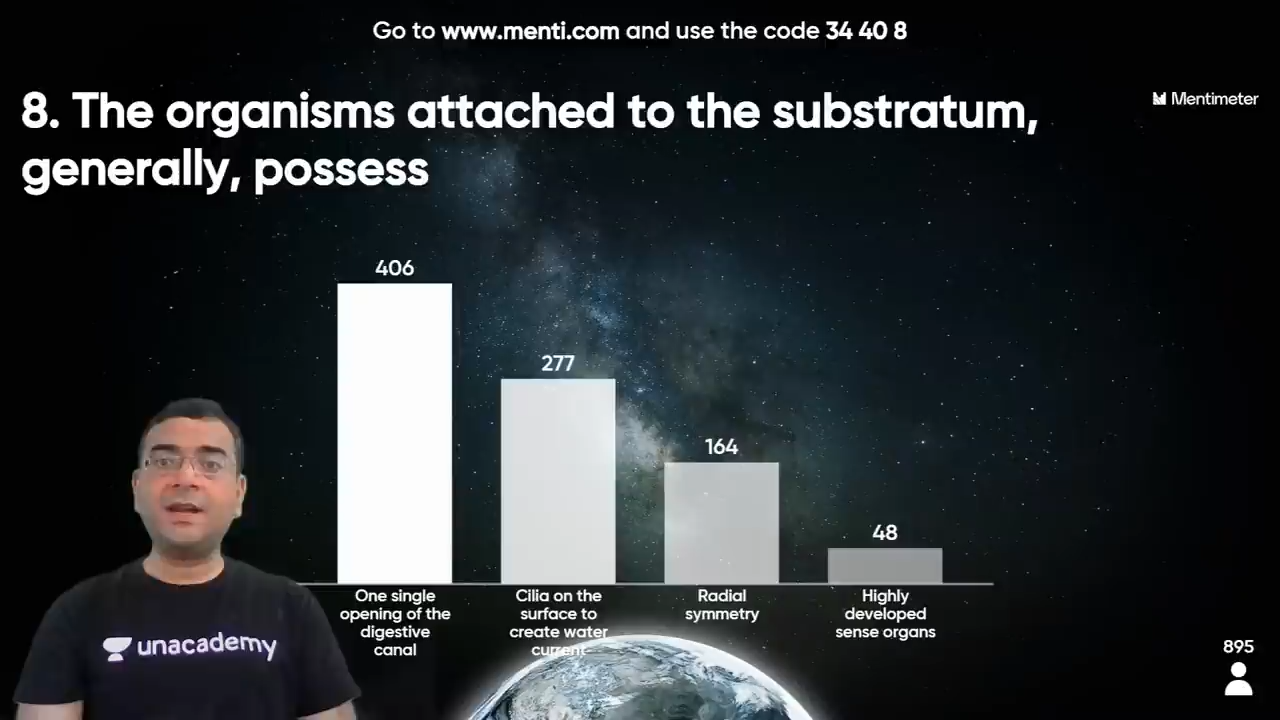 Go to www.menti.com and use the code 34 40 8
Mentimeter
8. The organisms attached to the substratum,
generally, possess
406
277
164
48
One single
opening of the
digestive
canal
Cilia on the
surface to
create water
current
Radial
symmetry
Highly
developed
sense organs
unacademy
895